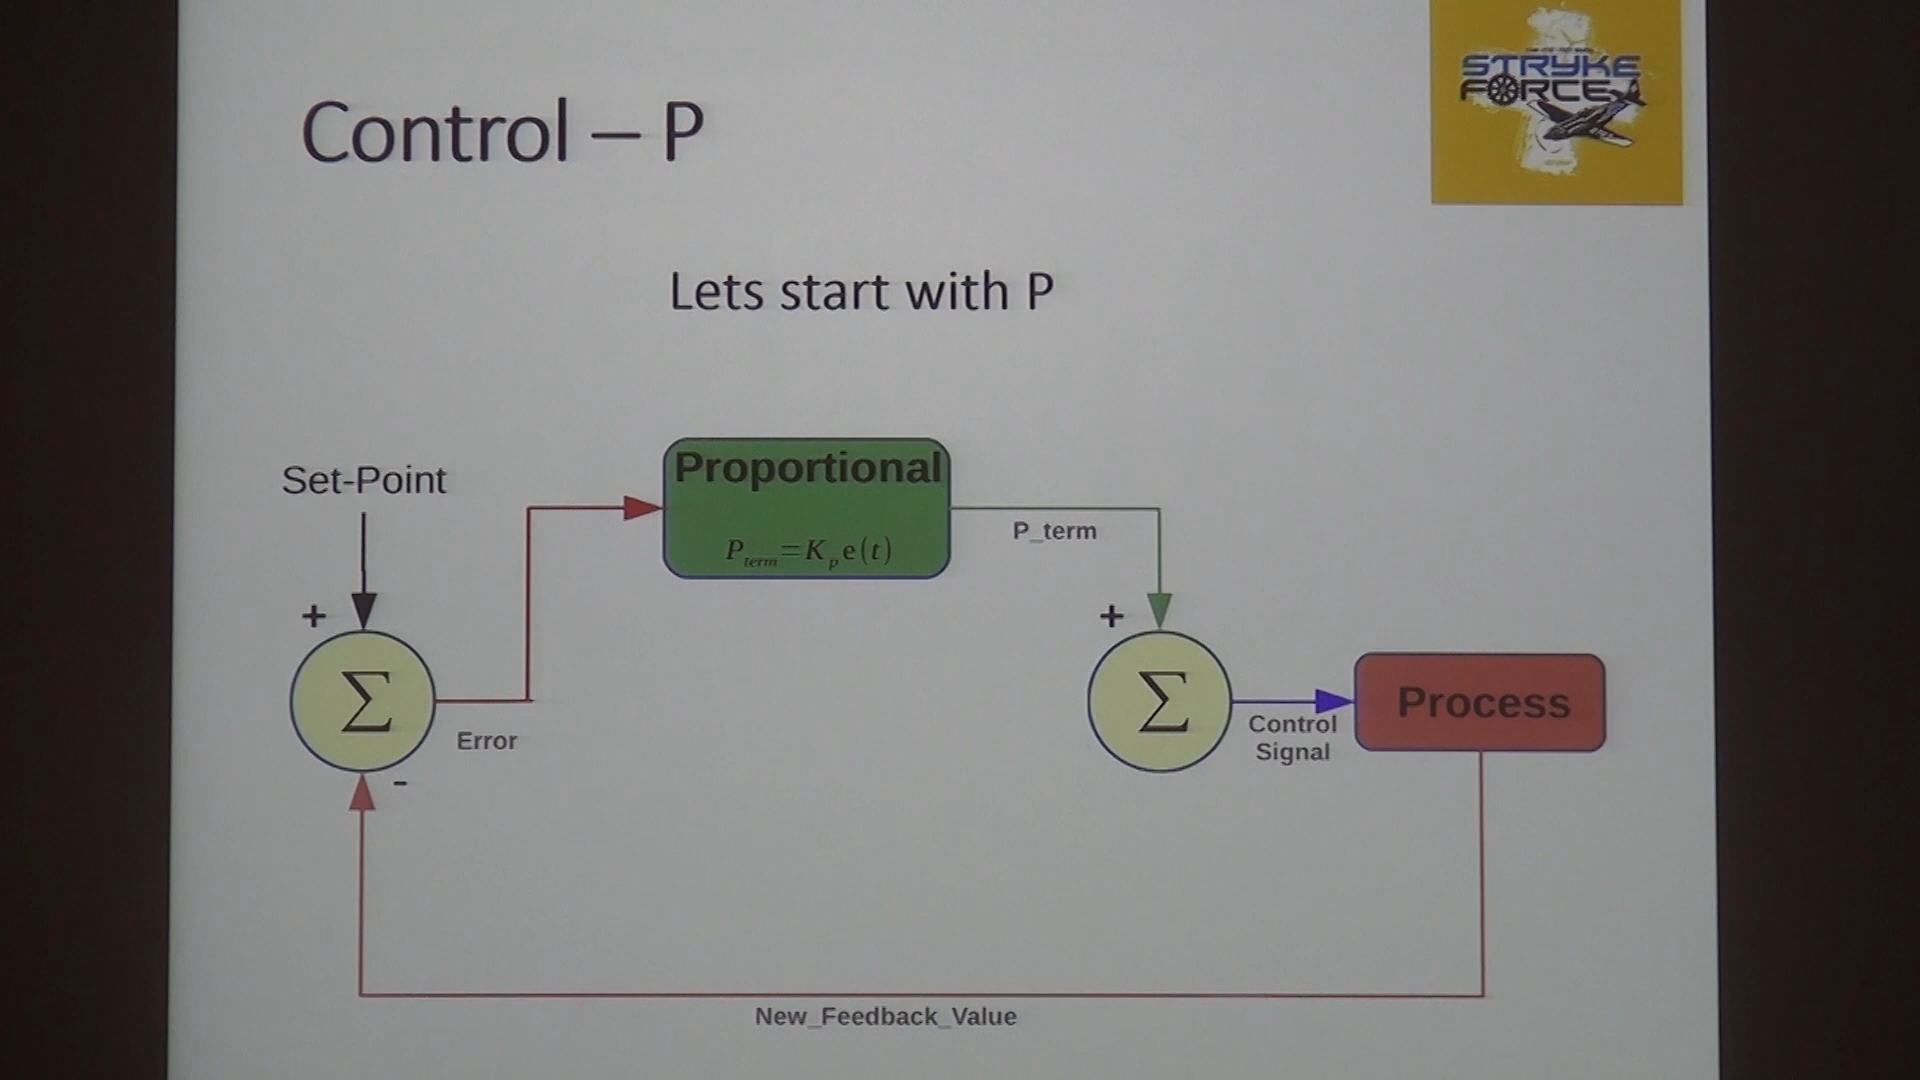 STRYKE
FORCE
Control – P
Lets start with P
Set-Point
Proportional
P_term = K_p e(t)
P_term
+
+
Σ
Σ
Process
Error
Control
Signal
-
New_Feedback_Value